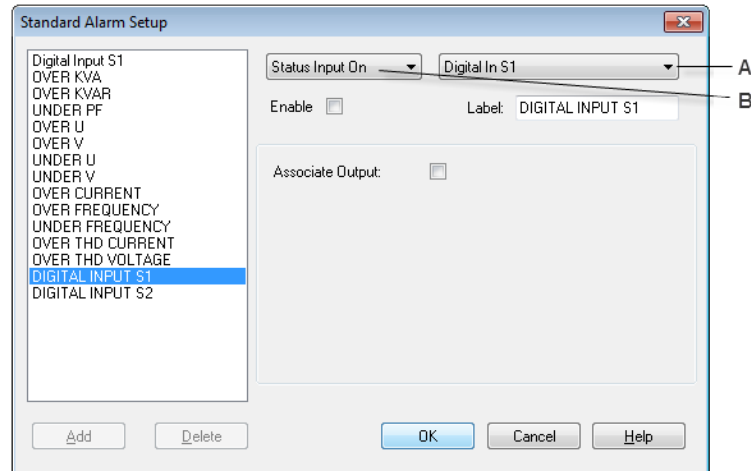 Standard Alarm Setup
Digital Input S1
OVER KVA
OVER KVAR
UNDER PF
OVER U
OVER V
UNDER U
UNDER V
OVER CURRENT
OVER FREQUENCY
UNDER FREQUENCY
OVER THD CURRENT
OVER THD VOLTAGE
DIGITAL INPUT S1
DIGITAL INPUT S2
Status Input On
Digital In S1
A
B
Enable
Label: DIGITAL INPUT S1
Associate Output:
Add
Delete
OK
Cancel
Help